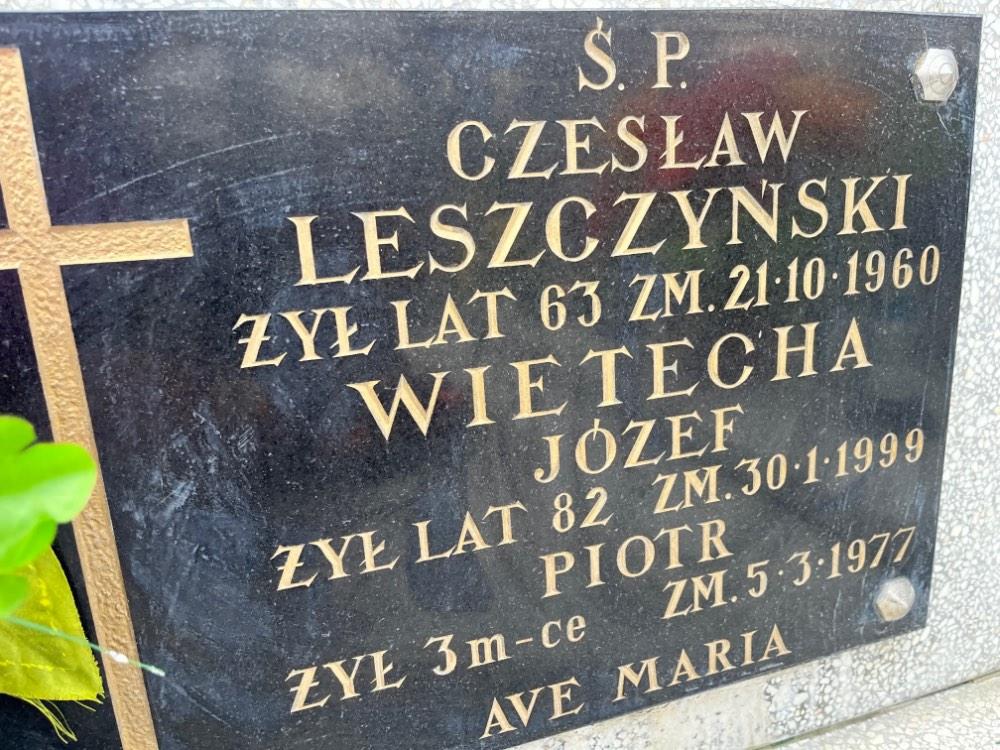 Ś. P.
CZESŁAW
LESZCZYŃSKI
ŻYŁ LAT 63 ZM. 21·10·1960
WIETECHA
JÓZEF
ŻYŁ LAT 82 ZM. 30·1·1999
PIOTR
ŻYŁ 3m-ce ZM. 5·3·1977
AVE MARIA